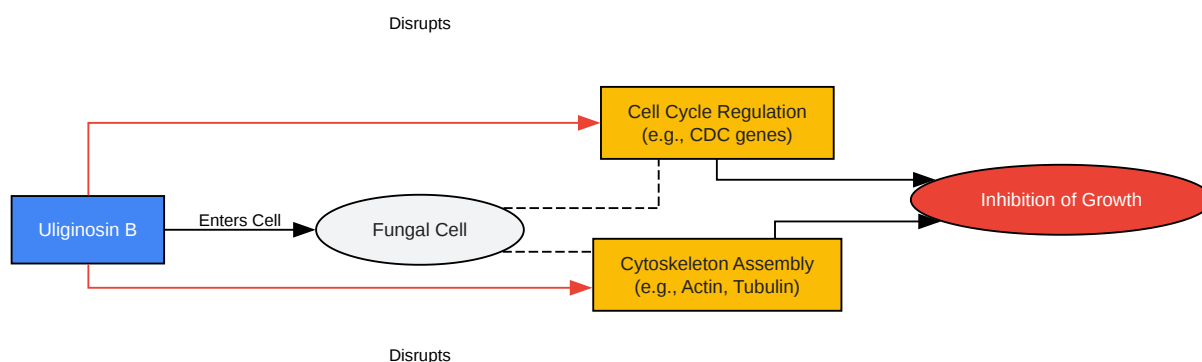 Disrupts
Cell Cycle Regulation
(e.g., CDC genes)
Uliginosin B
Enters Cell
Fungal Cell
Inhibition of Growth
Cytoskeleton Assembly
(e.g., Actin, Tubulin)
Disrupts